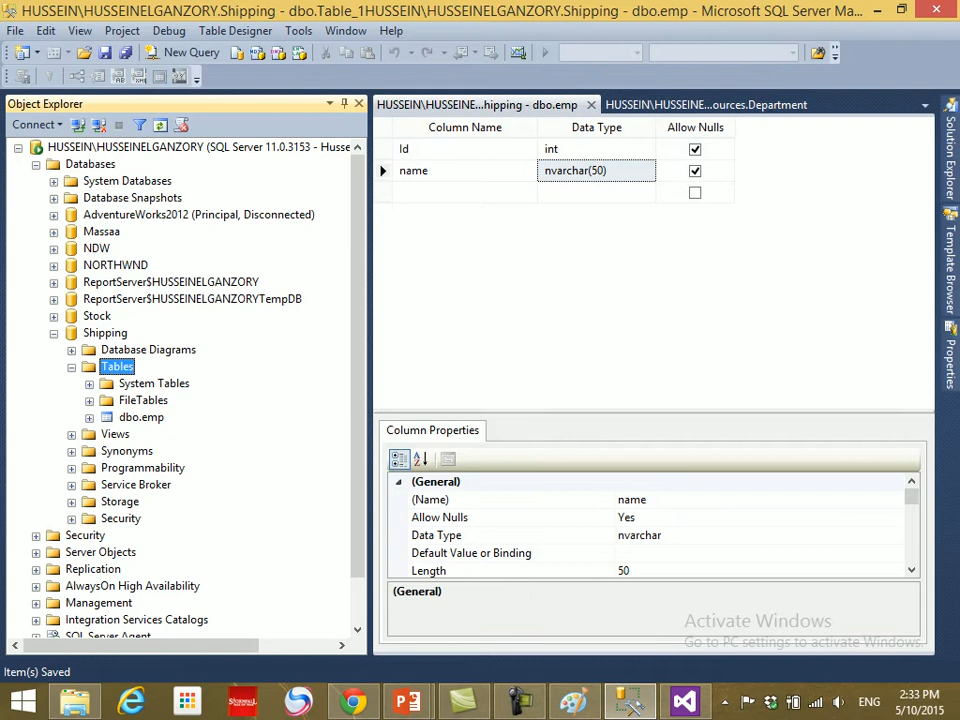 HUSSEIN\HUSSEINELGANZORY.Shipping - dbo.Table_1HUSSEIN\HUSSEINELGANZORY.Shipping - dbo.emp - Microsoft SQL Server Ma...
File Edit View Project Debug Table Designer Tools Window Help
New Query
Object Explorer
HUSSEIN\HUSSEINE...hipping - dbo.emp
HUSSEIN\HUSSEINE...ources.Department
Connect
HUSSEIN\HUSSEINELGANZORY (SQL Server 11.0.3153 - Husse
Databases
System Databases
Database Snapshots
AdventureWorks2012 (Principal, Disconnected)
Massaa
NDW
NORTHWND
ReportServer$HUSSEINELGANZORY
ReportServer$HUSSEINELGANZORYTempDB
Stock
Shipping
Database Diagrams
Tables
System Tables
FileTables
dbo.emp
Views
Synonyms
Programmability
Service Broker
Storage
Security
Security
Server Objects
Replication
AlwaysOn High Availability
Management
Integration Services Catalogs
SQL Server Agent
Column Name Data Type Allow Nulls
Id int
name nvarchar(50)
Column Properties
(General)
(Name) name
Allow Nulls Yes
Data Type nvarchar
Default Value or Binding
Length 50
(General)
Activate Windows
Go to PC settings to activate Windows.
Solution Explorer
Template Browser
Properties
Item(s) Saved
ENG
2:33 PM
5/10/2015